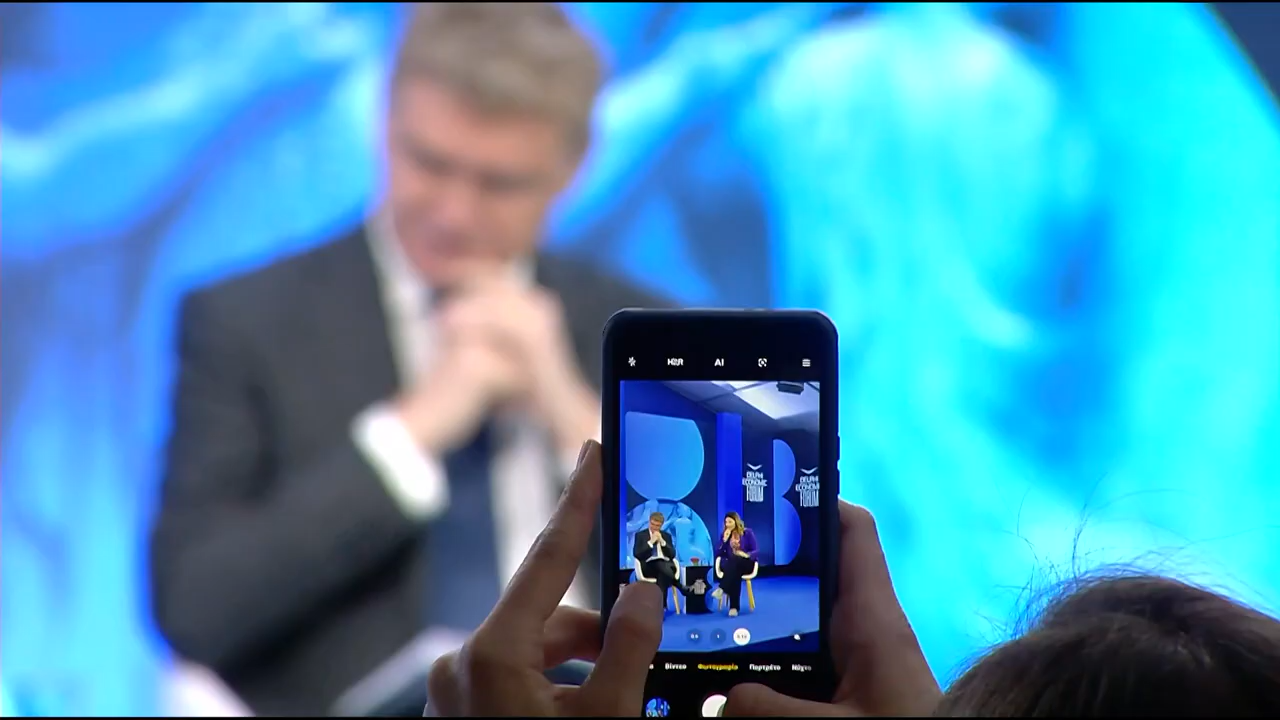 HDR
AI
DELPHI
ECONOMIC
FORUM
DELPHI
ECONOMIC
FORUM
Βίντεο Φωτογραφία Πορτρέτο Νύχτα